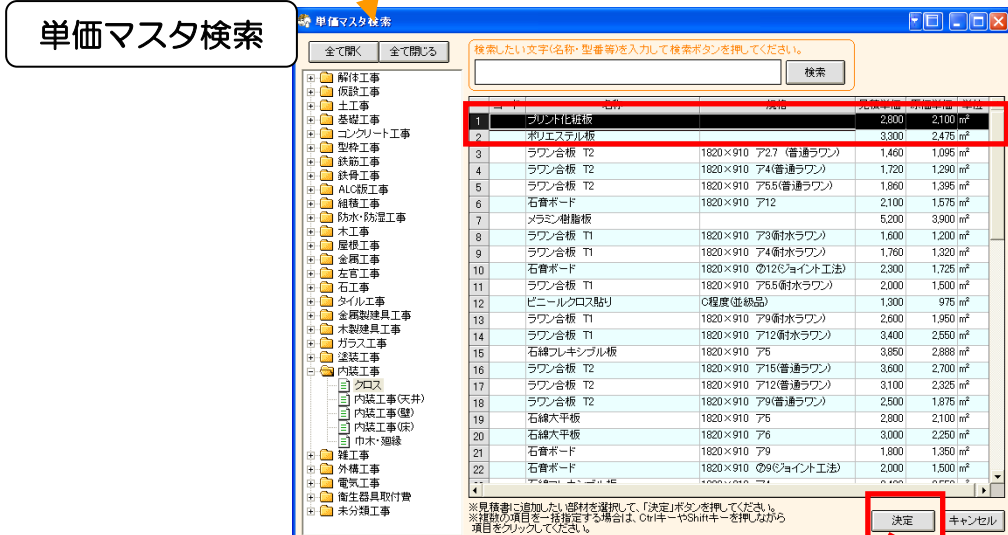 単価マスタ検索
単価マスタ検索
全て開く 全て閉じる
検索したい文字(名称・型番等)を入力して検索ボタンを押してください。
検索
解体工事
仮設工事
土工事
基礎工事
コンクリート工事
型枠工事
鉄筋工事
鉄骨工事
ALC版工事
組積工事
防水・防湿工事
木工事
屋根工事
金属工事
左官工事
石工事
タイル工事
金属製建具工事
木製建具工事
ガラス工事
塗装工事
内装工事
クロス
内装工事(天井)
内装工事(壁)
内装工事(床)
巾木・廻縁
雑工事
外構工事
電気工事
衛生器具取付費
未分類工事
コード 名称 規格 見積単価 原価単価 単位
1 プリント化粧板 2,800 2,100 m²
2 ポリエステル板 3,300 2,475 m²
3 ラワン合板 T2 1820×910 ア2.7 (普通ラワン) 1,460 1,095 m²
4 ラワン合板 T2 1820×910 ア4(普通ラワン) 1,720 1,290 m²
5 ラワン合板 T2 1820×910 ア5.5(普通ラワン) 1,860 1,395 m²
6 石膏ボード 1820×910 ア12 2,100 1,575 m²
7 メラミン樹脂板 5,200 3,900 m²
8 ラワン合板 T1 1820×910 ア3(耐水ラワン) 1,600 1,200 m²
9 ラワン合板 T1 1820×910 ア4(耐水ラワン) 1,760 1,320 m²
10 石膏ボード 1820×910 ⑦12(ジョイント工法) 2,300 1,725 m²
11 ラワン合板 T1 1820×910 ア5.5(耐水ラワン) 2,000 1,500 m²
12 ビニールクロス貼り C程度(並級品) 1,300 975 m²
13 ラワン合板 T1 1820×910 ア9(耐水ラワン) 2,600 1,950 m²
14 ラワン合板 T1 1820×910 ア12(耐水ラワン) 3,400 2,550 m²
15 石綿フレキシブル板 1820×910 ア5 3,850 2,888 m²
16 ラワン合板 T2 1820×910 ア15(普通ラワン) 3,600 2,700 m²
17 ラワン合板 T2 1820×910 ア12(普通ラワン) 3,100 2,325 m²
18 ラワン合板 T2 1820×910 ア9(普通ラワン) 2,500 1,875 m²
19 石綿大平板 1820×910 ア5 2,800 2,100 m²
20 石綿大平板 1820×910 ア6 3,000 2,250 m²
21 石膏ボード 1820×910 ア9 1,800 1,350 m²
22 石膏ボード 1820×910 ⑦9(ジョイント工法) 2,000 1,500 m²
※見積書に追加したい部材を選択して、「決定」ボタンを押してください。
※複数の項目を一括指定する場合は、CtrlキーやShiftキーを押しながら
項目をクリックしてください。
決定 キャンセル